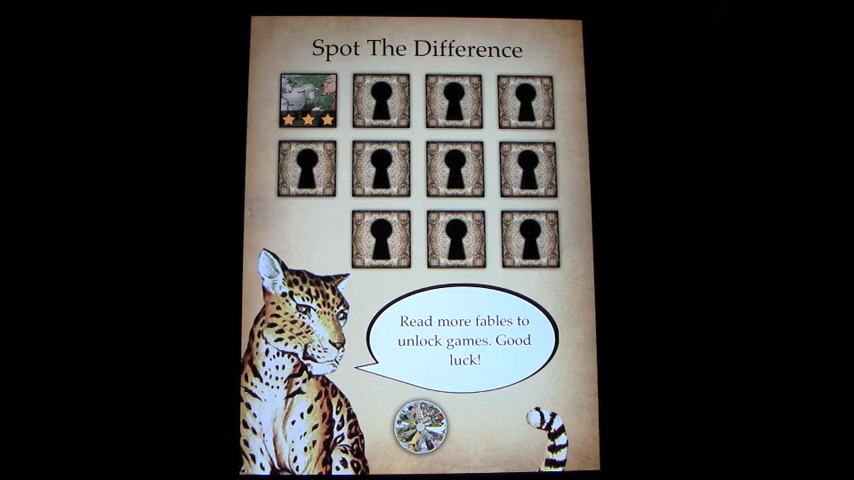 Spot The Difference
Read more fables to
unlock games. Good
luck!